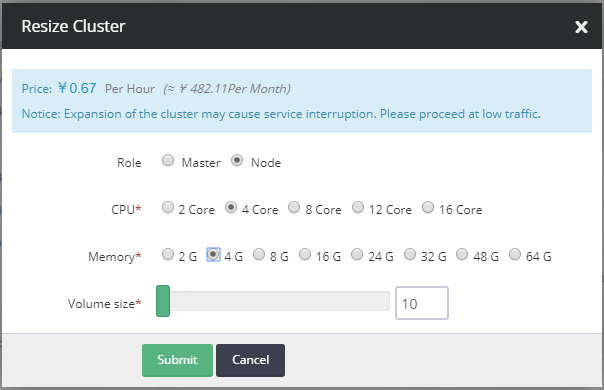 Resize Cluster
Price: ¥0.67 Per Hour (≈ ¥ 482.11Per Month)
Notice: Expansion of the cluster may cause service interruption. Please proceed at low traffic.
Role Master Node
CPU* 2 Core 4 Core 8 Core 12 Core 16 Core
Memory* 2 G 4 G 8 G 16 G 24 G 32 G 48 G 64 G
Volume size* 10
Submit Cancel